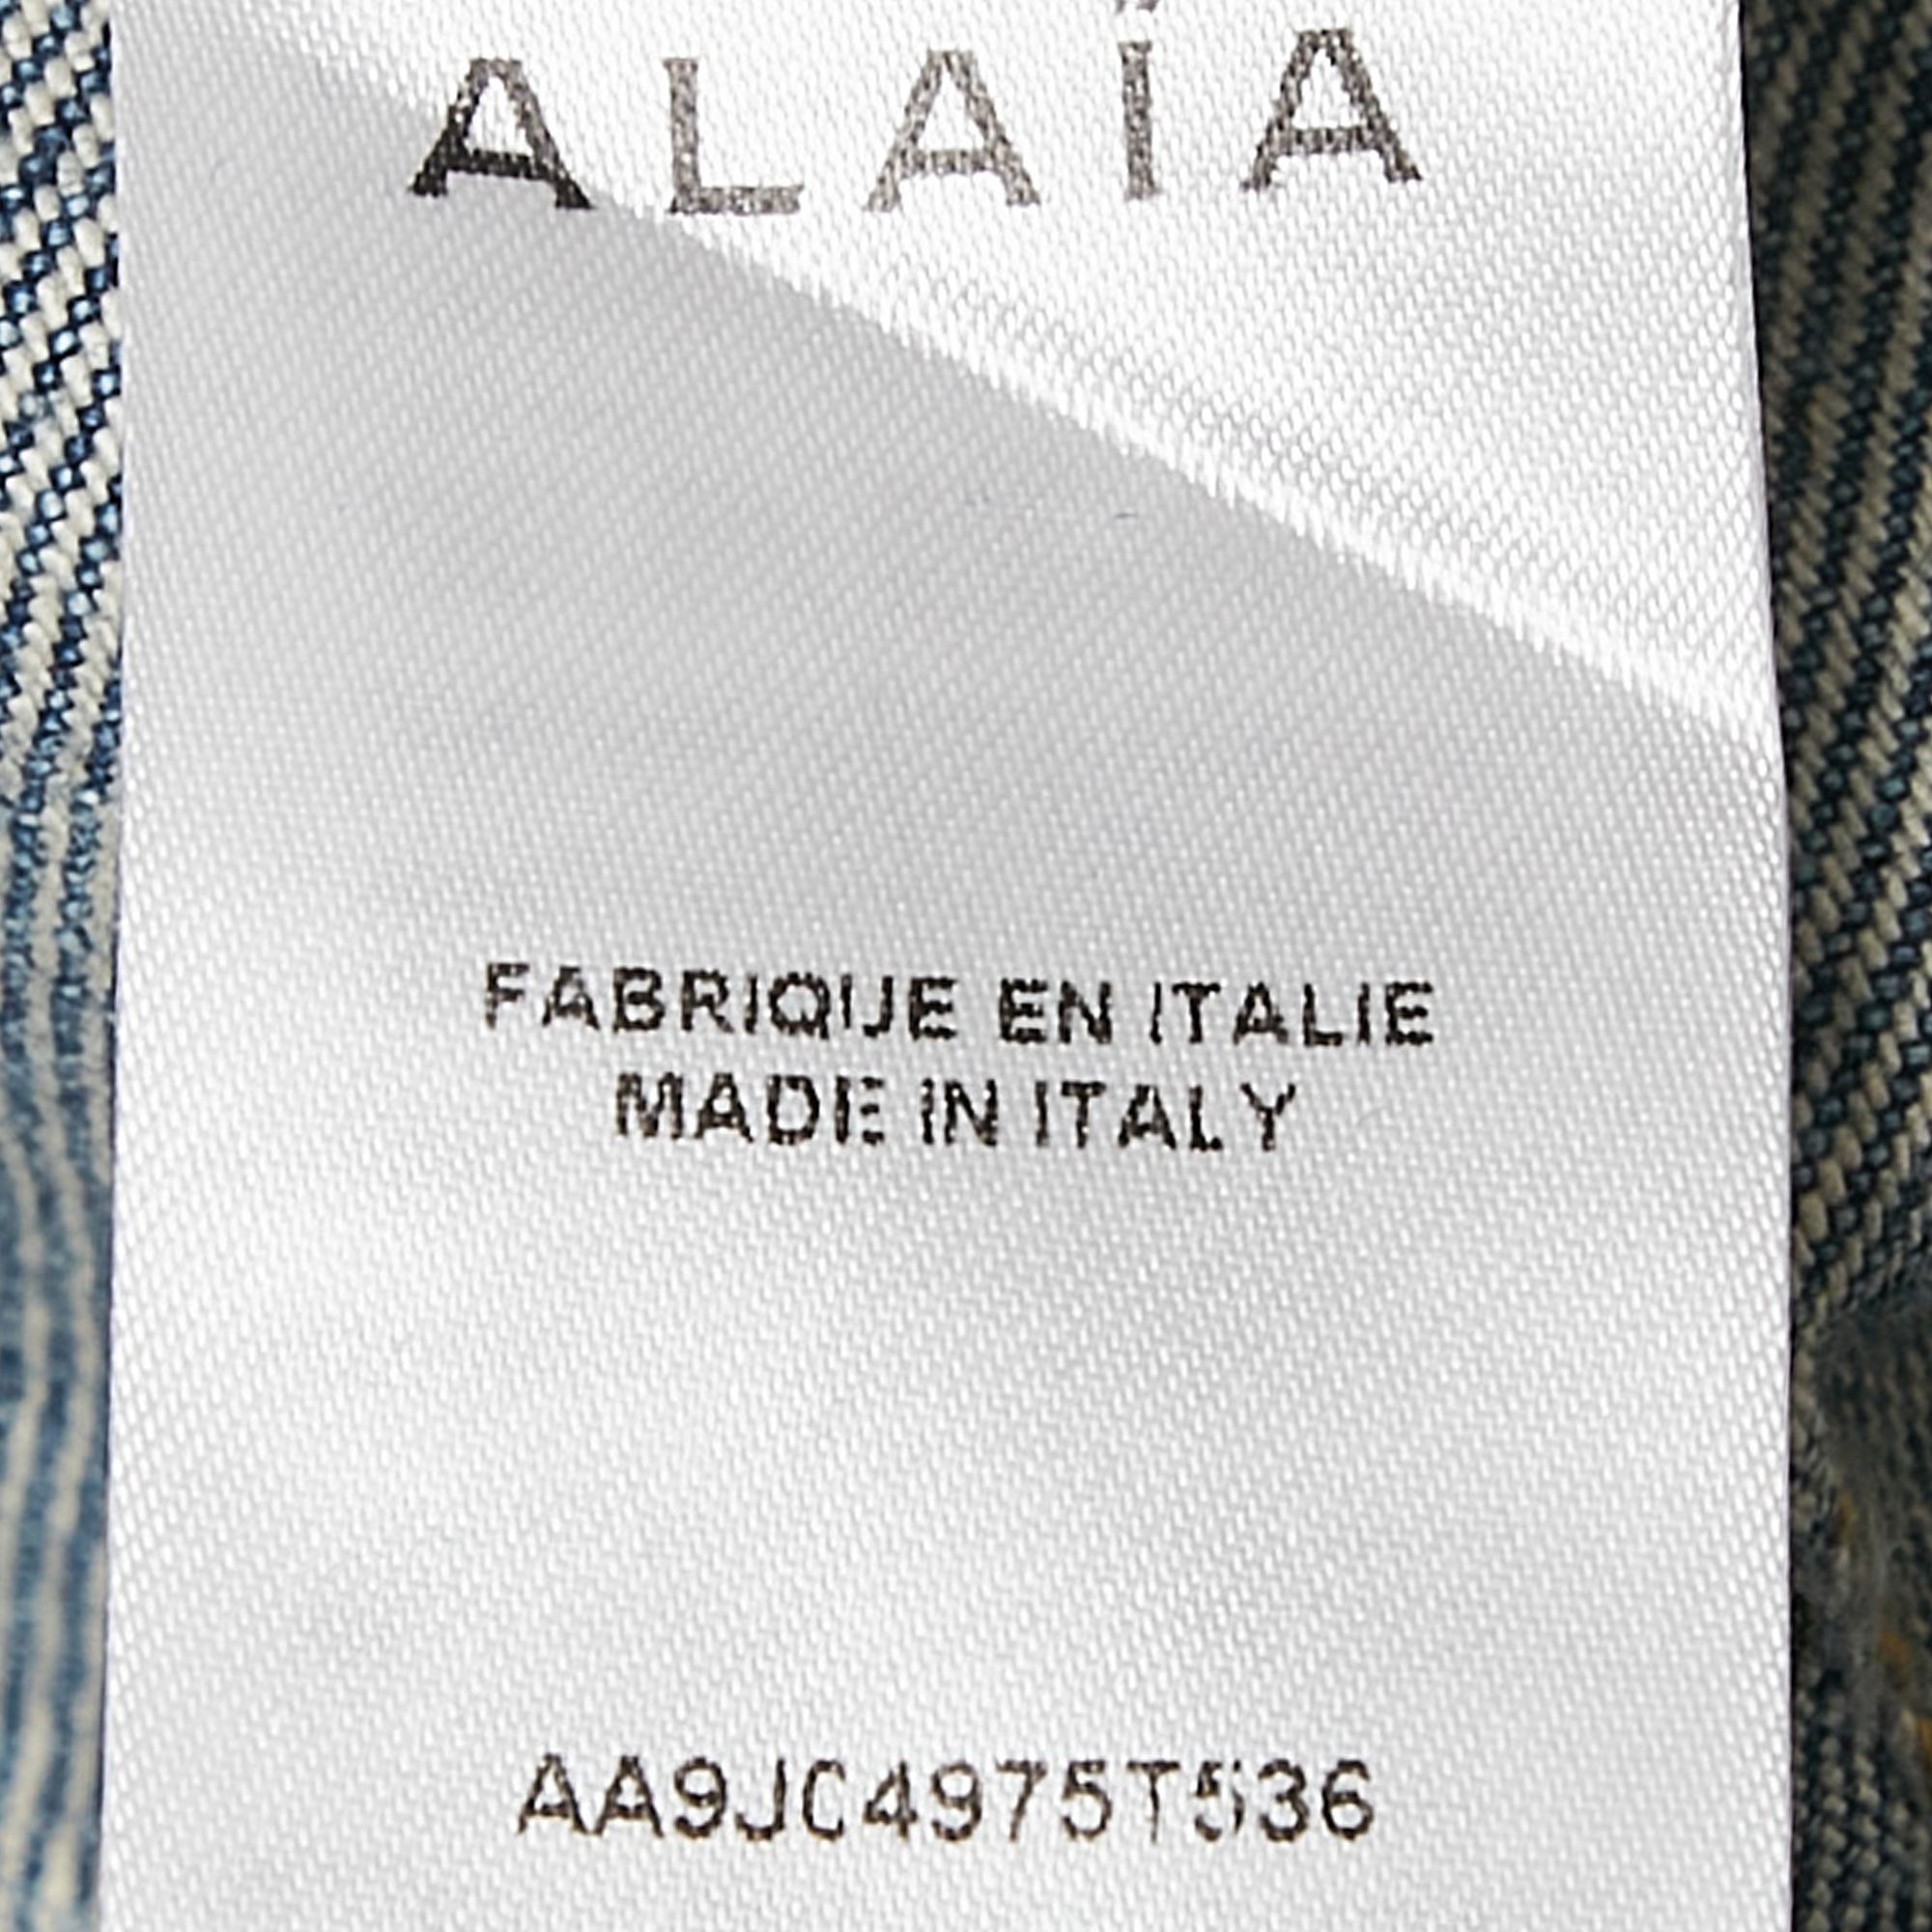 ALAÏA
FABRIQUE EN ITALIE
MADE IN ITALY
AA9JC4975T536